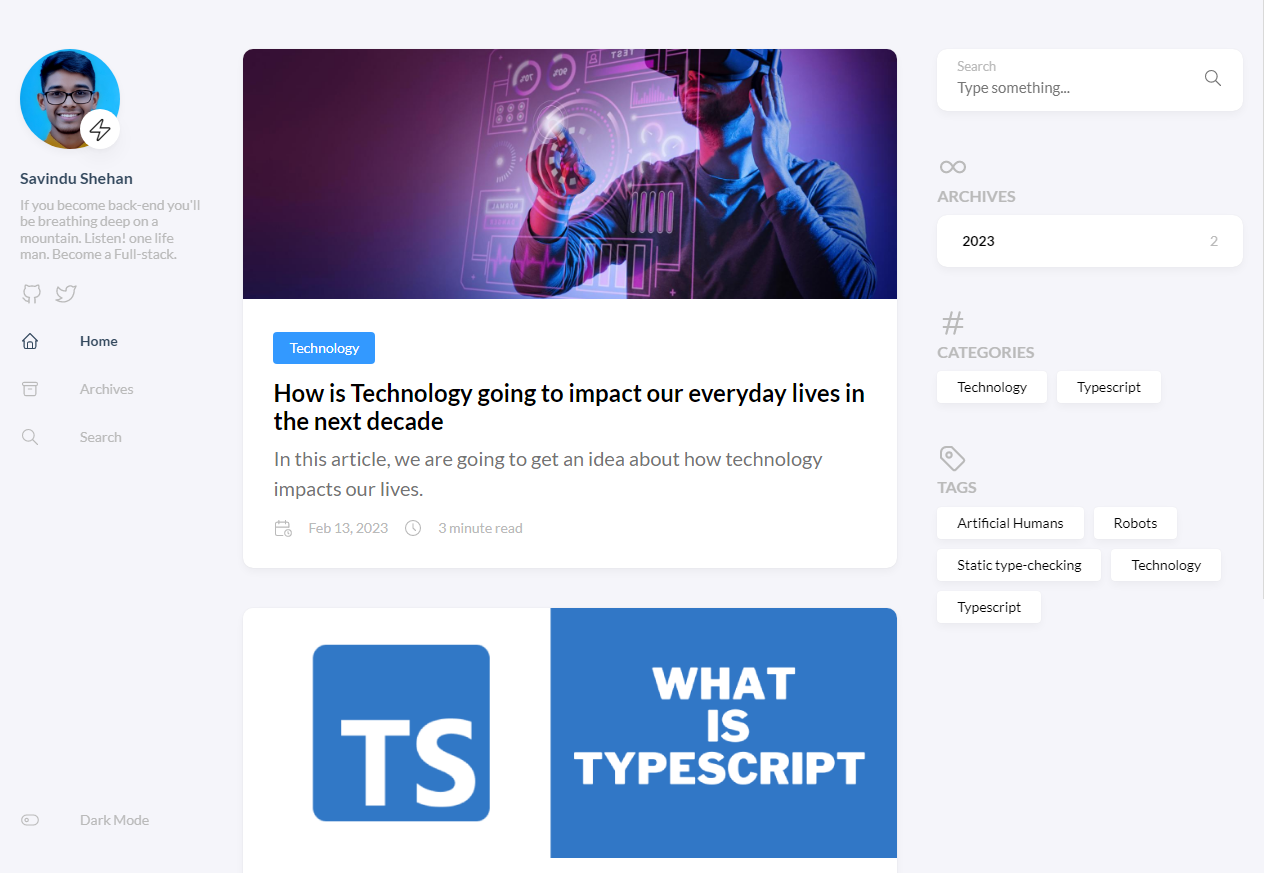 Savindu Shehan
If you become back-end you'll
be breathing deep on a
mountain. Listen! one life
man. Become a Full-stack.
Home
Archives
Search
Dark Mode
TEST
NORMAL
Technology
How is Technology going to impact our everyday lives in
the next decade
In this article, we are going to get an idea about how technology
impacts our lives.
Feb 13, 2023
3 minute read
TS
WHAT
IS
TYPESCRIPT
Search
Type something...
ARCHIVES
2023 2
CATEGORIES
Technology Typescript
TAGS
Artificial Humans Robots
Static type-checking Technology
Typescript